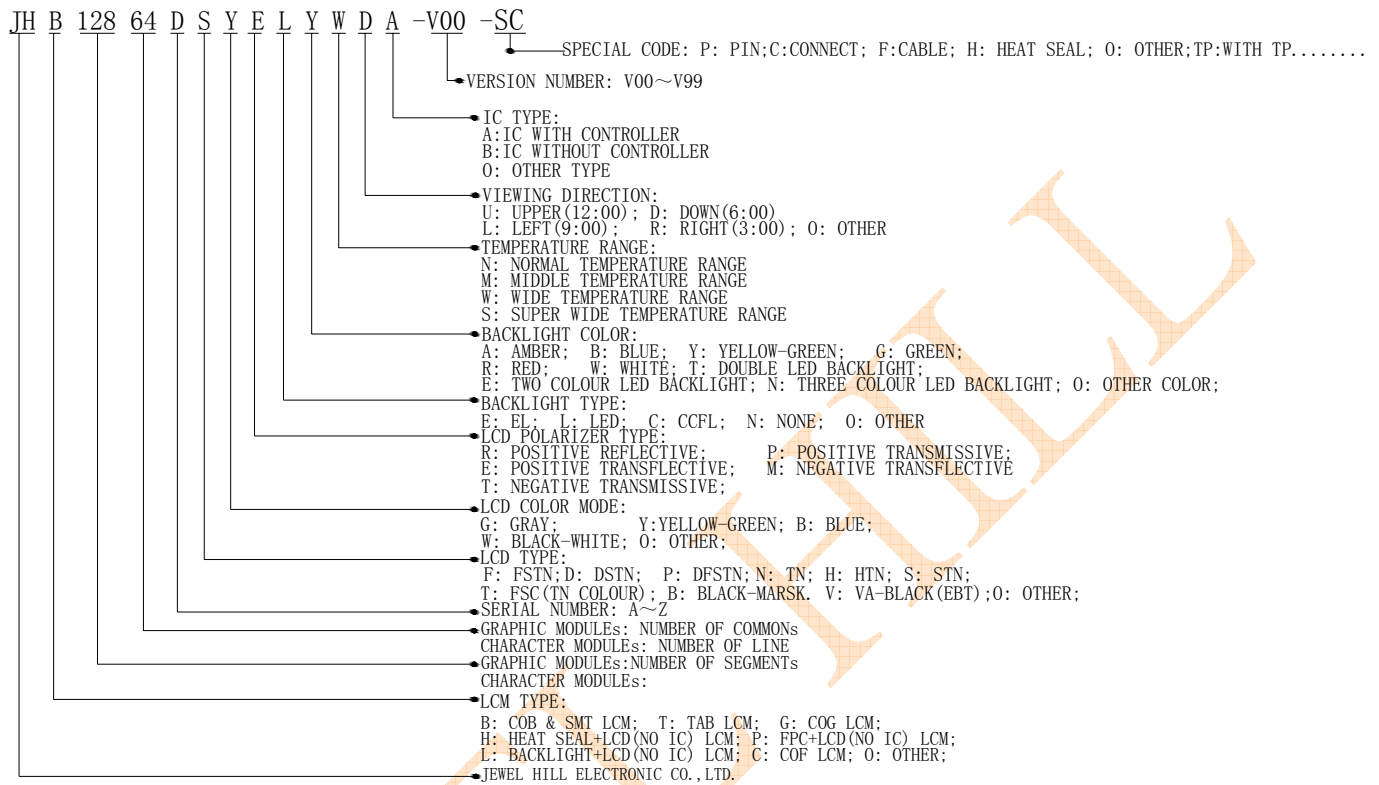 JH B 128 64 D S Y E L Y W D A -V00 -SC
SPECIAL CODE: P: PIN;C:CONNECT; F:CABLE; H: HEAT SEAL; O: OTHER;TP:WITH TP........
VERSION NUMBER: V00～V99
IC TYPE:
A:IC WITH CONTROLLER
B:IC WITHOUT CONTROLLER
O: OTHER TYPE
VIEWING DIRECTION:
U: UPPER(12:00); D: DOWN(6:00)
L: LEFT(9:00); R: RIGHT(3:00); O: OTHER
TEMPERATURE RANGE:
N: NORMAL TEMPERATURE RANGE
M: MIDDLE TEMPERATURE RANGE
W: WIDE TEMPERATURE RANGE
S: SUPER WIDE TEMPERATURE RANGE
BACKLIGHT COLOR:
A: AMBER; B: BLUE; Y: YELLOW-GREEN; G: GREEN;
R: RED; W: WHITE; T: DOUBLE LED BACKLIGHT;
E: TWO COLOUR LED BACKLIGHT; N: THREE COLOUR LED BACKLIGHT; O: OTHER COLOR;
BACKLIGHT TYPE:
E: EL; L: LED; C: CCFL; N: NONE; O: OTHER
LCD POLARIZER TYPE:
R: POSITIVE REFLECTIVE; P: POSITIVE TRANSMISSIVE;
E: POSITIVE TRANSFLECTIVE; M: NEGATIVE TRANSFLECTIVE
T: NEGATIVE TRANSMISSIVE;
LCD COLOR MODE:
G: GRAY; Y:YELLOW-GREEN; B: BLUE;
W: BLACK-WHITE; O: OTHER;
LCD TYPE:
F: FSTN;D: DSTN; P: DFSTN;N: TN; H: HTN; S: STN;
T: FSC(TN COLOUR); B: BLACK-MARSK. V: VA-BLACK(EBT);O: OTHER;
SERIAL NUMBER: A～Z
GRAPHIC MODULEs: NUMBER OF COMMONs
CHARACTER MODULEs: NUMBER OF LINE
GRAPHIC MODULEs:NUMBER OF SEGMENTs
CHARACTER MODULEs:
LCM TYPE:
B: COB & SMT LCM; T: TAB LCM; G: COG LCM;
H: HEAT SEAL+LCD(NO IC) LCM; P: FPC+LCD(NO IC) LCM;
L: BACKLIGHT+LCD(NO IC) LCM; C: COF LCM; O: OTHER;
JEWEL HILL ELECTRONIC CO.,LTD.
HILL